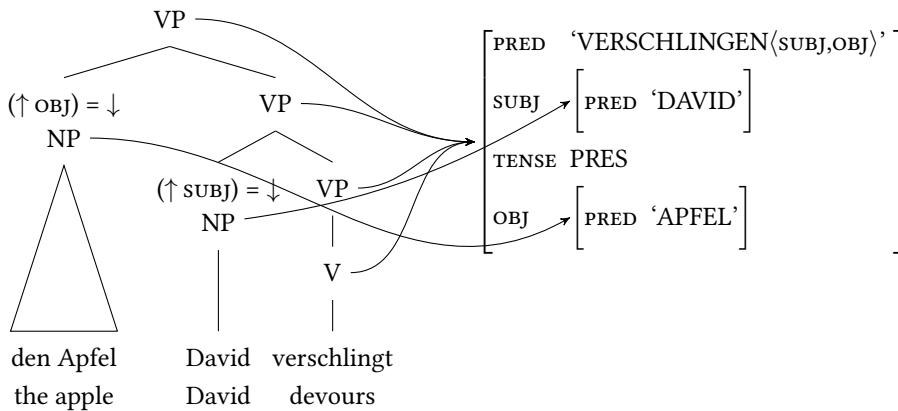 VP
PRED ‘VERSCHLINGEN⟨SUBJ,OBJ⟩’
(↑ OBJ) = ↓
VP
SUBJ [PRED ‘DAVID’]
NP
TENSE PRES
(↑ SUBJ) = ↓
VP
NP
OBJ [PRED ‘APFEL’]
V
den Apfel David verschlingt
the apple David devours